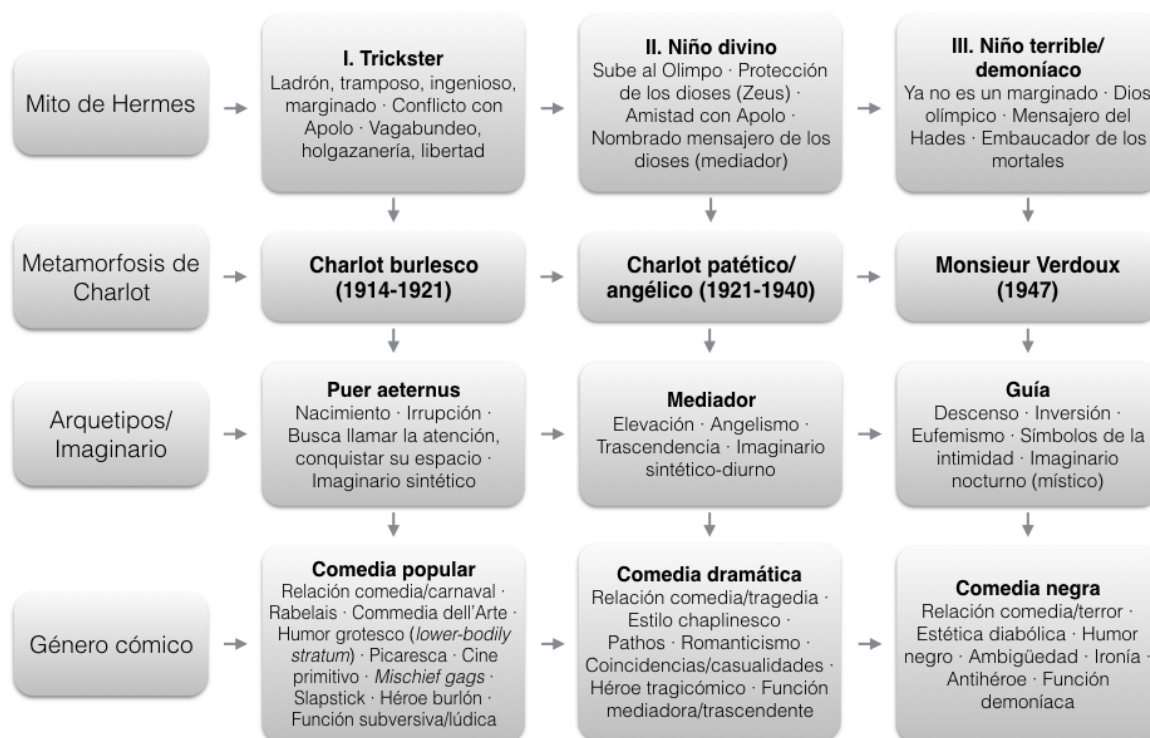 Mito de Hermes
I. Trickster
Ladrón, tramposo, ingenioso,
marginado · Conflicto con
Apolo · Vagabundeo,
holgazanería, libertad
II. Niño divino
Sube al Olimpo · Protección
de los dioses (Zeus) ·
Amistad con Apolo ·
Nombrado mensajero de los
dioses (mediador)
III. Niño terrible/
demoníaco
Ya no es un marginado · Dios
olímpico · Mensajero del
Hades · Embaucador de los
mortales
Metamorfosis de
Charlot
Charlot burlesco
(1914-1921)
Charlot patético/
angélico (1921-1940)
Monsieur Verdoux
(1947)
Arquetipos/
Imaginario
Puer aeternus
Nacimiento · Irrupción ·
Busca llamar la atención,
conquistar su espacio ·
Imaginario sintético
Mediador
Elevación · Angelismo ·
Trascendencia · Imaginario
sintético-diurno
Guía
Descenso · Inversión ·
Eufemismo · Símbolos de la
intimidad · Imaginario
nocturno (místico)
Género cómico
Comedia popular
Relación comedia/carnaval ·
Rabelais · Commedia dell'Arte ·
Humor grotesco (lower-bodily
stratum) · Picaresca · Cine
primitivo · Mischief gags ·
Slapstick · Héroe burlón ·
Función subversiva/lúdica
Comedia dramática
Relación comedia/tragedia ·
Estilo chaplinesco ·
Pathos · Romanticismo ·
Coincidencias/casualidades ·
Héroe tragicómico · Función
mediadora/trascendente
Comedia negra
Relación comedia/terror ·
Estética diabólica · Humor
negro · Ambigüedad · Ironía ·
Antihéroe · Función
demoníaca